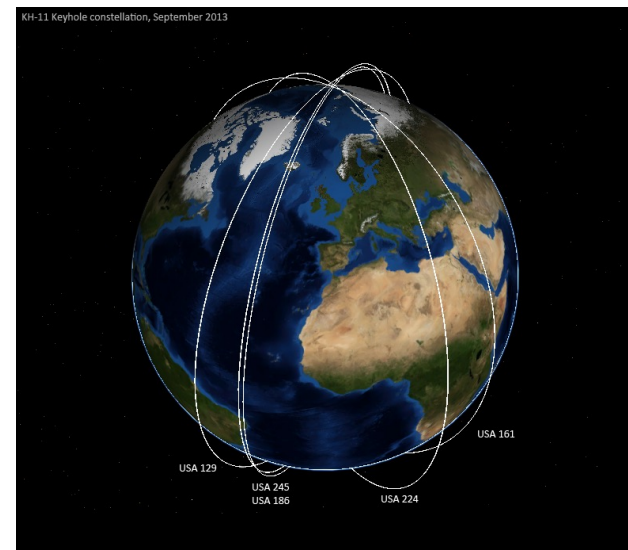 KH-11 Keyhole constellation, September 2013
USA 161
USA 129
USA 245
USA 186
USA 224